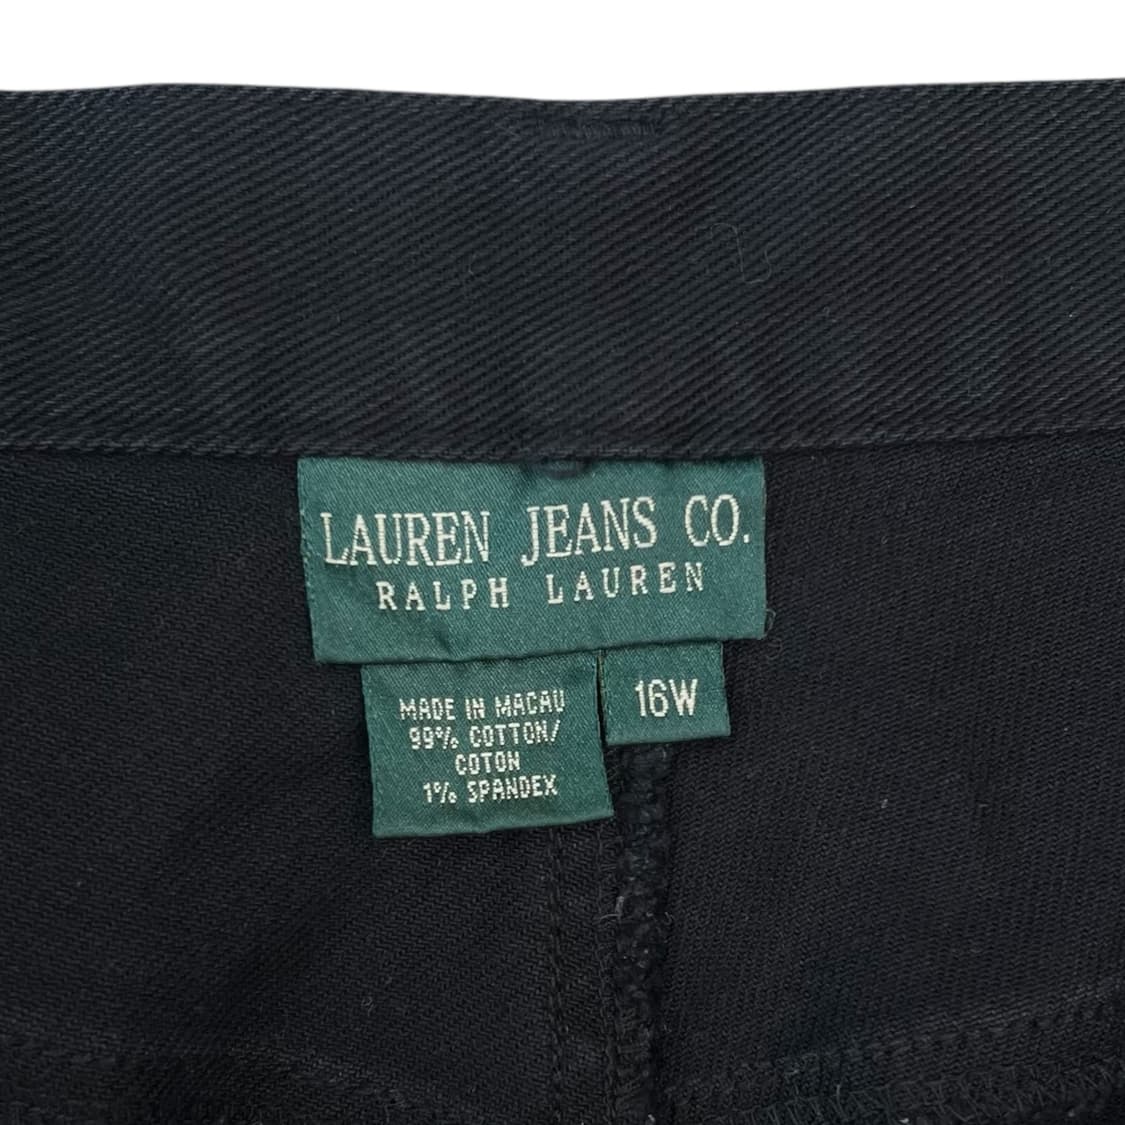 LAUREN JEANS CO.
RALPH LAUREN
MADE IN MACAU
99% COTTON/
COTON
1% SPANDEX
16W